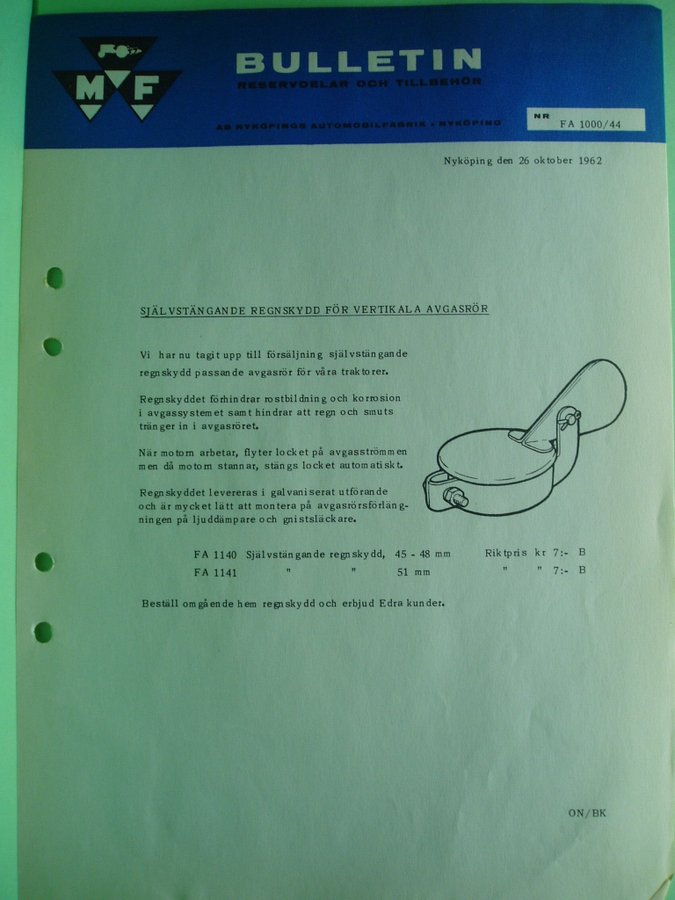 M F
BULLETIN
RESERVDELAR OCH TILLBEHÖR
AB NYKÖPINGS AUTOMOBILFABRIK · NYKÖPING
NR FA 1000/44
Nyköping den 26 oktober 1962
SJÄLVSTÄNGANDE REGNSKYDD FÖR VERTIKALA AVGASRÖR
Vi har nu tagit upp till försäljning självstängande
regnskydd passande avgasrör för våra traktorer.
Regnskyddet förhindrar rostbildning och korrosion
i avgassystemet samt hindrar att regn och smuts
tränger in i avgasröret.
När motorn arbetar, flyter locket på avgasströmmen
men då motorn stannar, stängs locket automatiskt.
Regnskyddet levereras i galvaniserat utförande
och är mycket lätt att montera på avgasrörsförläng-
ningen på ljuddämpare och gnistsläckare.
FA 1140 Självstängande regnskydd, 45 - 48 mm Riktpris kr 7:- B
FA 1141 " " 51 mm " " 7:- B
Beställ omgående hem regnskydd och erbjud Edra kunder.
ON/BK